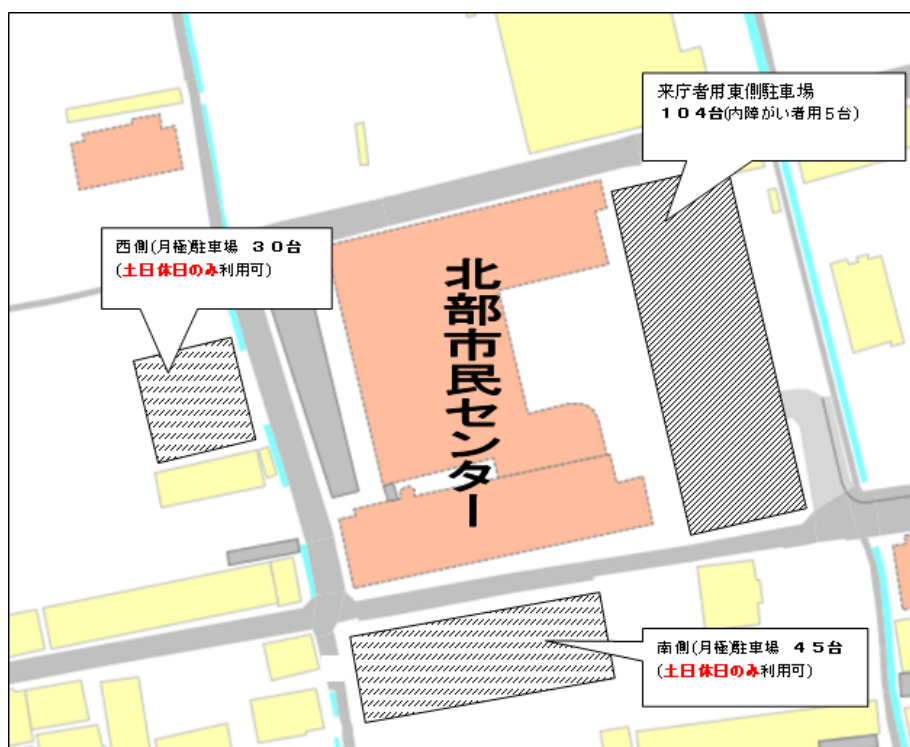 来庁者用東側駐車場
104台(内障がい者用5台)
西側(月極)駐車場 30台
(土日休日のみ利用可)
北部市民センター
南側(月極)駐車場 45台
(土日休日のみ利用可)